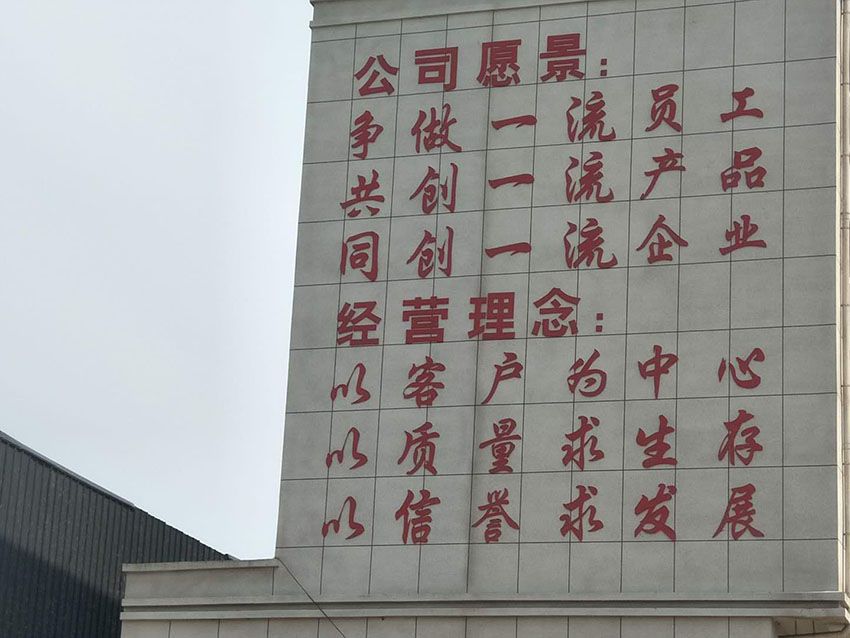 公司愿景:
争做一流员工
共创一流产品
同创一流企业
经营理念:
以客户为中心
以质量求生存
以信誉求发展